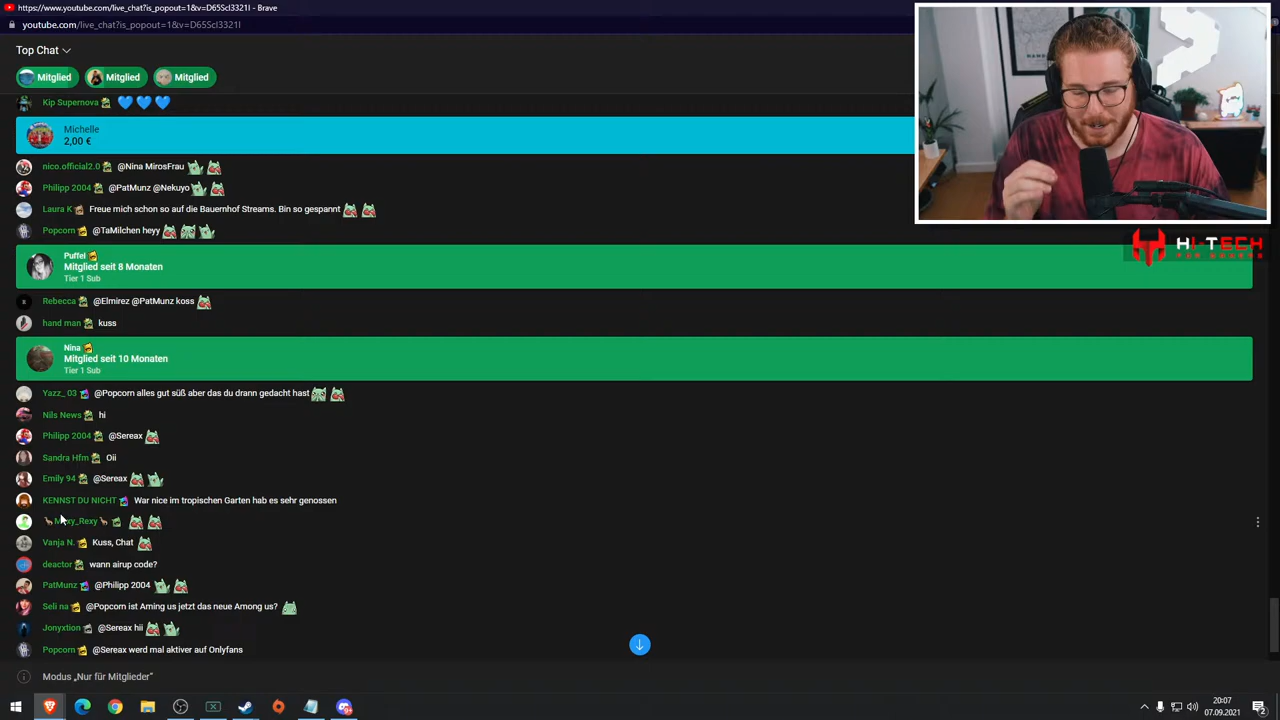 https://www.youtube.com/live_chat?is_popout=1&v=D65ScI3321I - Brave
youtube.com/live_chat?is_popout=1&v=D65ScI3321I
Top Chat
Mitglied Mitglied Mitglied
Kip Supernova
Michelle
2,00 €
nico.official2.0 @Nina MirosFrau
Philipp 2004 @PatMunz @Nekuyo
Laura K Freue mich schon so auf die Bauernhof Streams. Bin so gespannt
Popcorn @TaMilchen heyy
HI-TECH
Puffel
Mitglied seit 8 Monaten
Tier 1 Sub
Rebecca @Elmirez @PatMunz koss
hand man kuss
Nina
Mitglied seit 10 Monaten
Tier 1 Sub
Yazz_ 03 @Popcorn alles gut süß aber das du drann gedacht hast
Nils News hi
Philipp 2004 @Sereax
Sandra Hfm Oii
Emily 94 @Sereax
KENNST DU NICHT War nice im tropischen Garten hab es sehr genossen
Vanja N. Kuss, Chat
deactor wann airup code?
PatMunz @Philipp 2004
Seli na @Popcorn ist Aming us jetzt das neue Among us?
Jonyxtion @Sereax hii
Popcorn @Sereax werd mal aktiver auf Onlyfans
Modus „Nur für Mitglieder"
20:07
07.09.2021
2